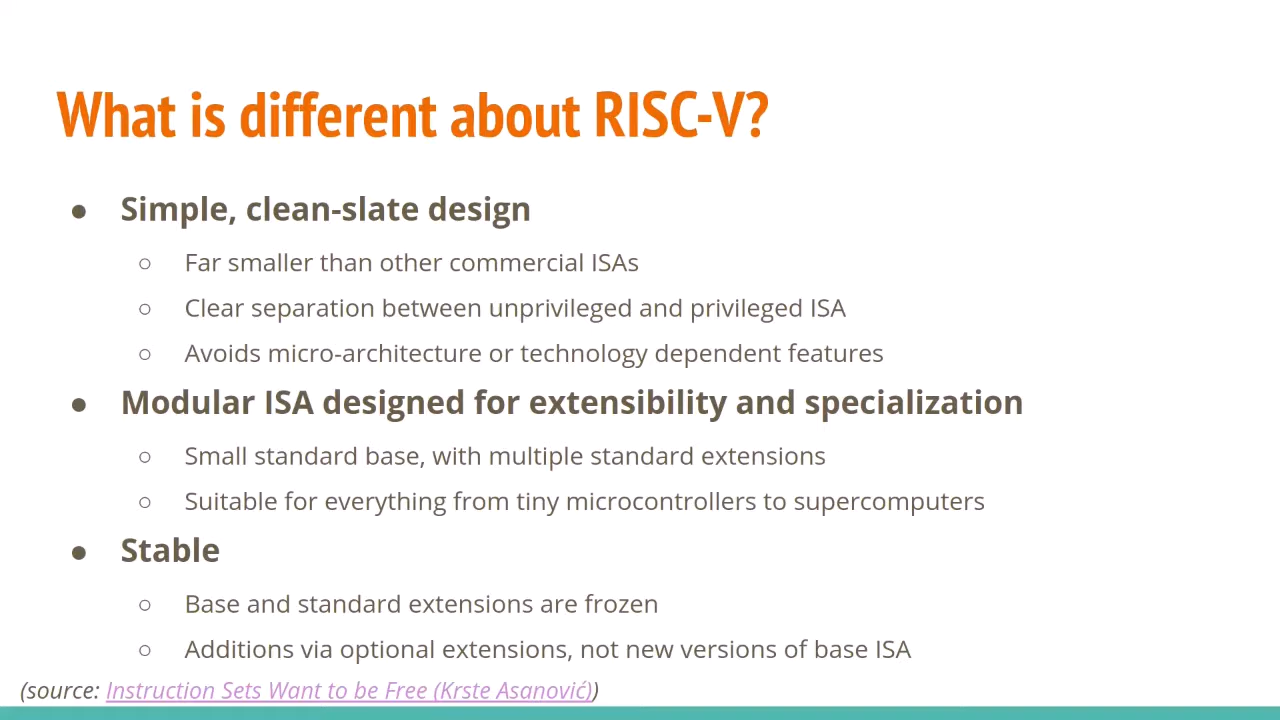 What is different about RISC-V?
● Simple, clean-slate design
○ Far smaller than other commercial ISAs
○ Clear separation between unprivileged and privileged ISA
○ Avoids micro-architecture or technology dependent features
● Modular ISA designed for extensibility and specialization
○ Small standard base, with multiple standard extensions
○ Suitable for everything from tiny microcontrollers to supercomputers
● Stable
○ Base and standard extensions are frozen
○ Additions via optional extensions, not new versions of base ISA
(source: Instruction Sets Want to be Free (Krste Asanović))